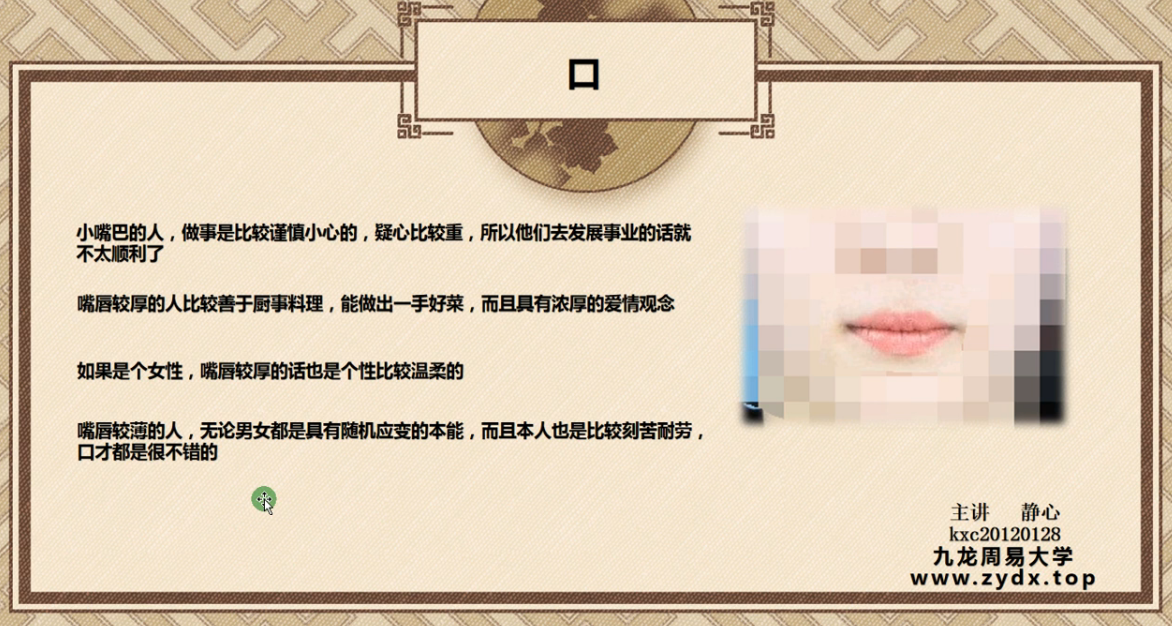 口
小嘴巴的人，做事是比较谨慎小心的，疑心比较重，所以他们去发展事业的话就
不太顺利了
嘴唇较厚的人比较善于厨事料理，能做出一手好菜，而且具有浓厚的爱情观念
如果是个女性，嘴唇较厚的话也是个性比较温柔的
嘴唇较薄的人，无论男女都是具有随机应变的本能，而且本人也是比较刻苦耐劳，
口才都是很不错的
主讲 静心
kxc20120128
九龙周易大学
www.zydx.top